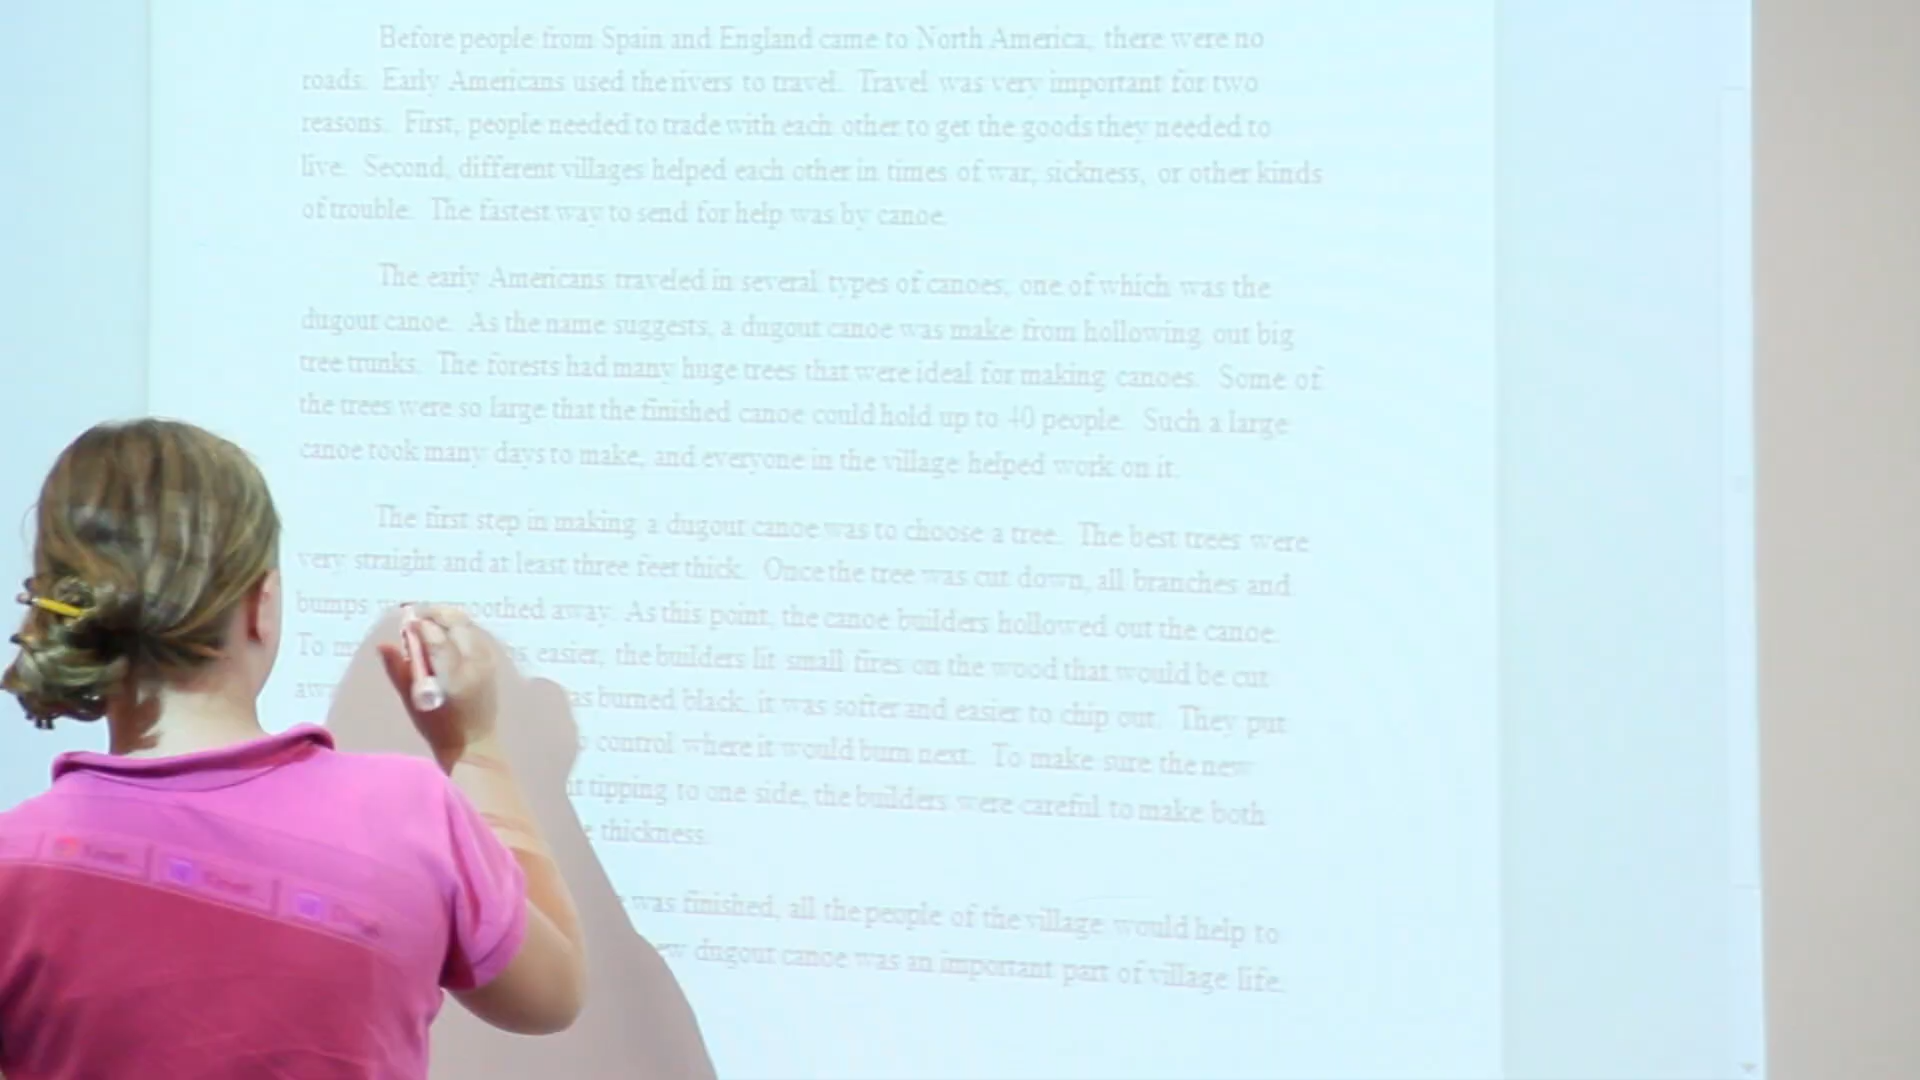 Before people from Spain and England came to North America, there were no
roads. Early Americans used the rivers to travel. Travel was very important for two
reasons. First, people needed to trade with each other to get the goods they needed to
live. Second, different villages helped each other in times of war, sickness, or other kinds
of trouble. The fastest way to send for help was by canoe.
The early Americans traveled in several types of canoes, one of which was the
dugout canoe. As the name suggests, a dugout canoe was make from hollowing out big
tree trunks. The forests had many huge trees that were ideal for making canoes. Some of
the trees were so large that the finished canoe could hold up to 40 people. Such a large
canoe took many days to make, and everyone in the village helped work on it.
The first step in making a dugout canoe was to choose a tree. The best trees were
very straight and at least three feet thick. Once the tree was cut down, all branches and
bumps smoothed away. As this point, the canoe builders hollowed out the canoe.
To easier, the builders lit small fires on the wood that would be cut
burned black, it was softer and easier to chip out. They put
control where it would burn next. To make sure the new
tipping to one side, the builders were careful to make both
thickness.
was finished, all the people of the village would help to
dugout canoe was an important part of village life.